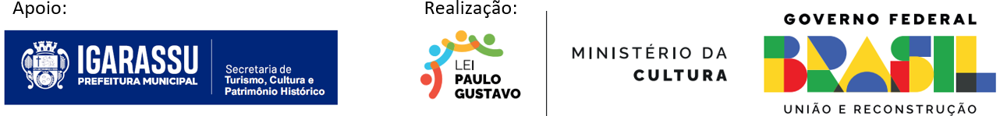 Apoio:
IGARASSU
PREFEITURA MUNICIPAL
Secretaria de
Turismo, Cultura e
Patrimônio Histórico
Realização:
LEI
PAULO
GUSTAVO
MINISTÉRIO DA
CULTURA
GOVERNO FEDERAL
BRASIL
UNIÃO E RECONSTRUÇÃO